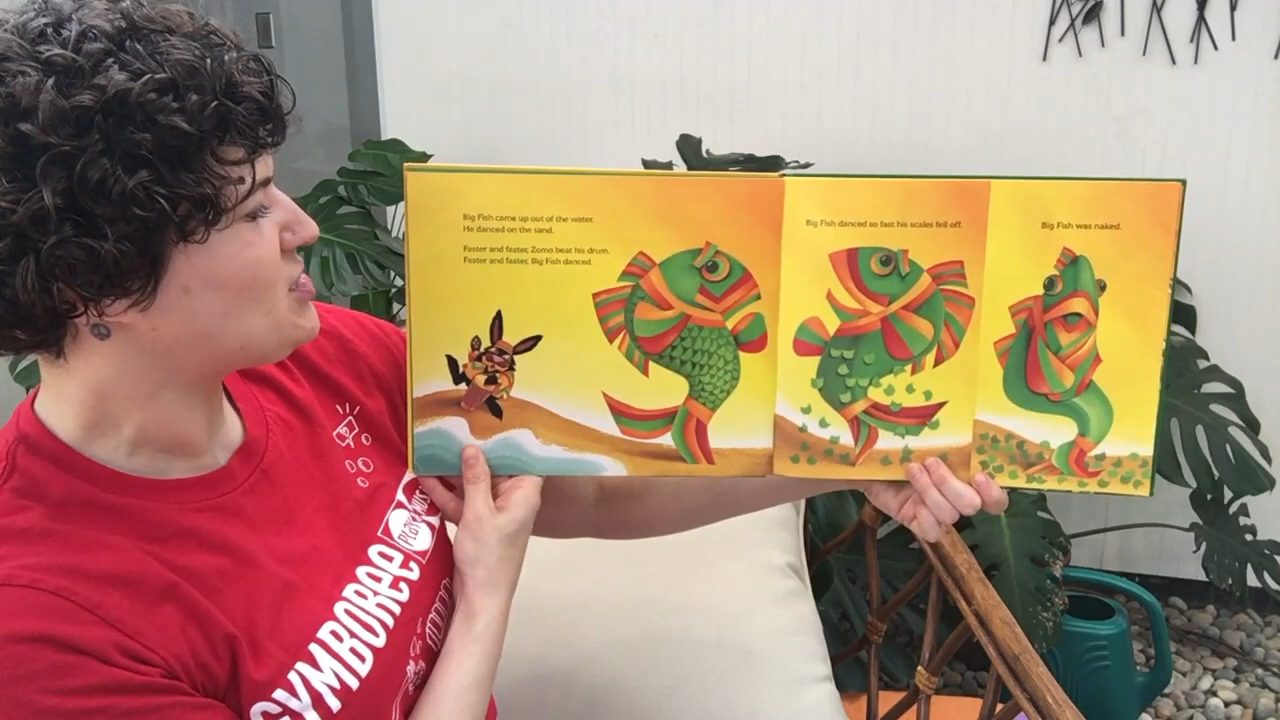 Big Fish came up out of the water.
He danced on the sand.
Faster and faster, Zomo beat his drum.
Faster and faster, Big Fish danced.
Big Fish danced so fast his scales fell off.
Big Fish was naked.
GYMBOREE
PLAY & MUSIC